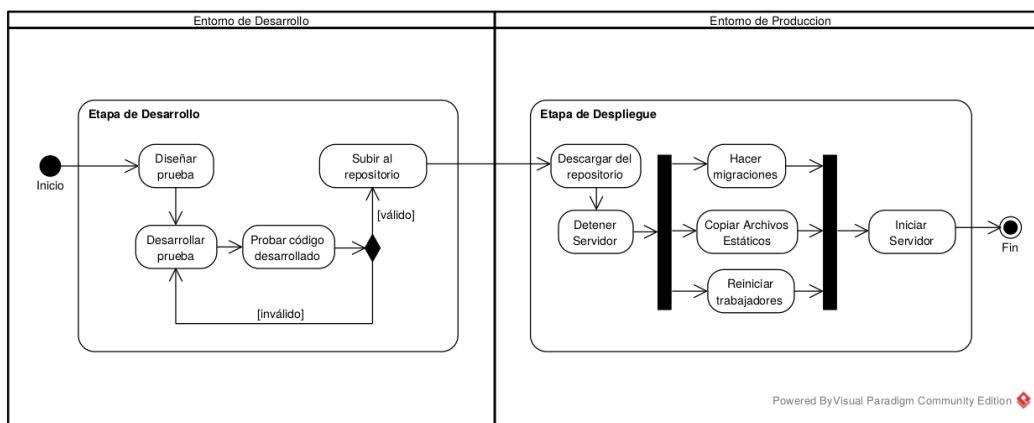 Entorno de Desarrollo
Entorno de Produccion
Etapa de Desarrollo
Inicio
Diseñar
prueba
Subir al
repositorio
[válido]
Desarrollar
prueba
Probar código
desarrollado
[inválido]
Etapa de Despliegue
Descargar del
repositorio
Hacer
migraciones
Detener
Servidor
Copiar Archivos
Estáticos
Iniciar
Servidor
Reiniciar
trabajadores
Fin
Powered ByVisual Paradigm Community Edition